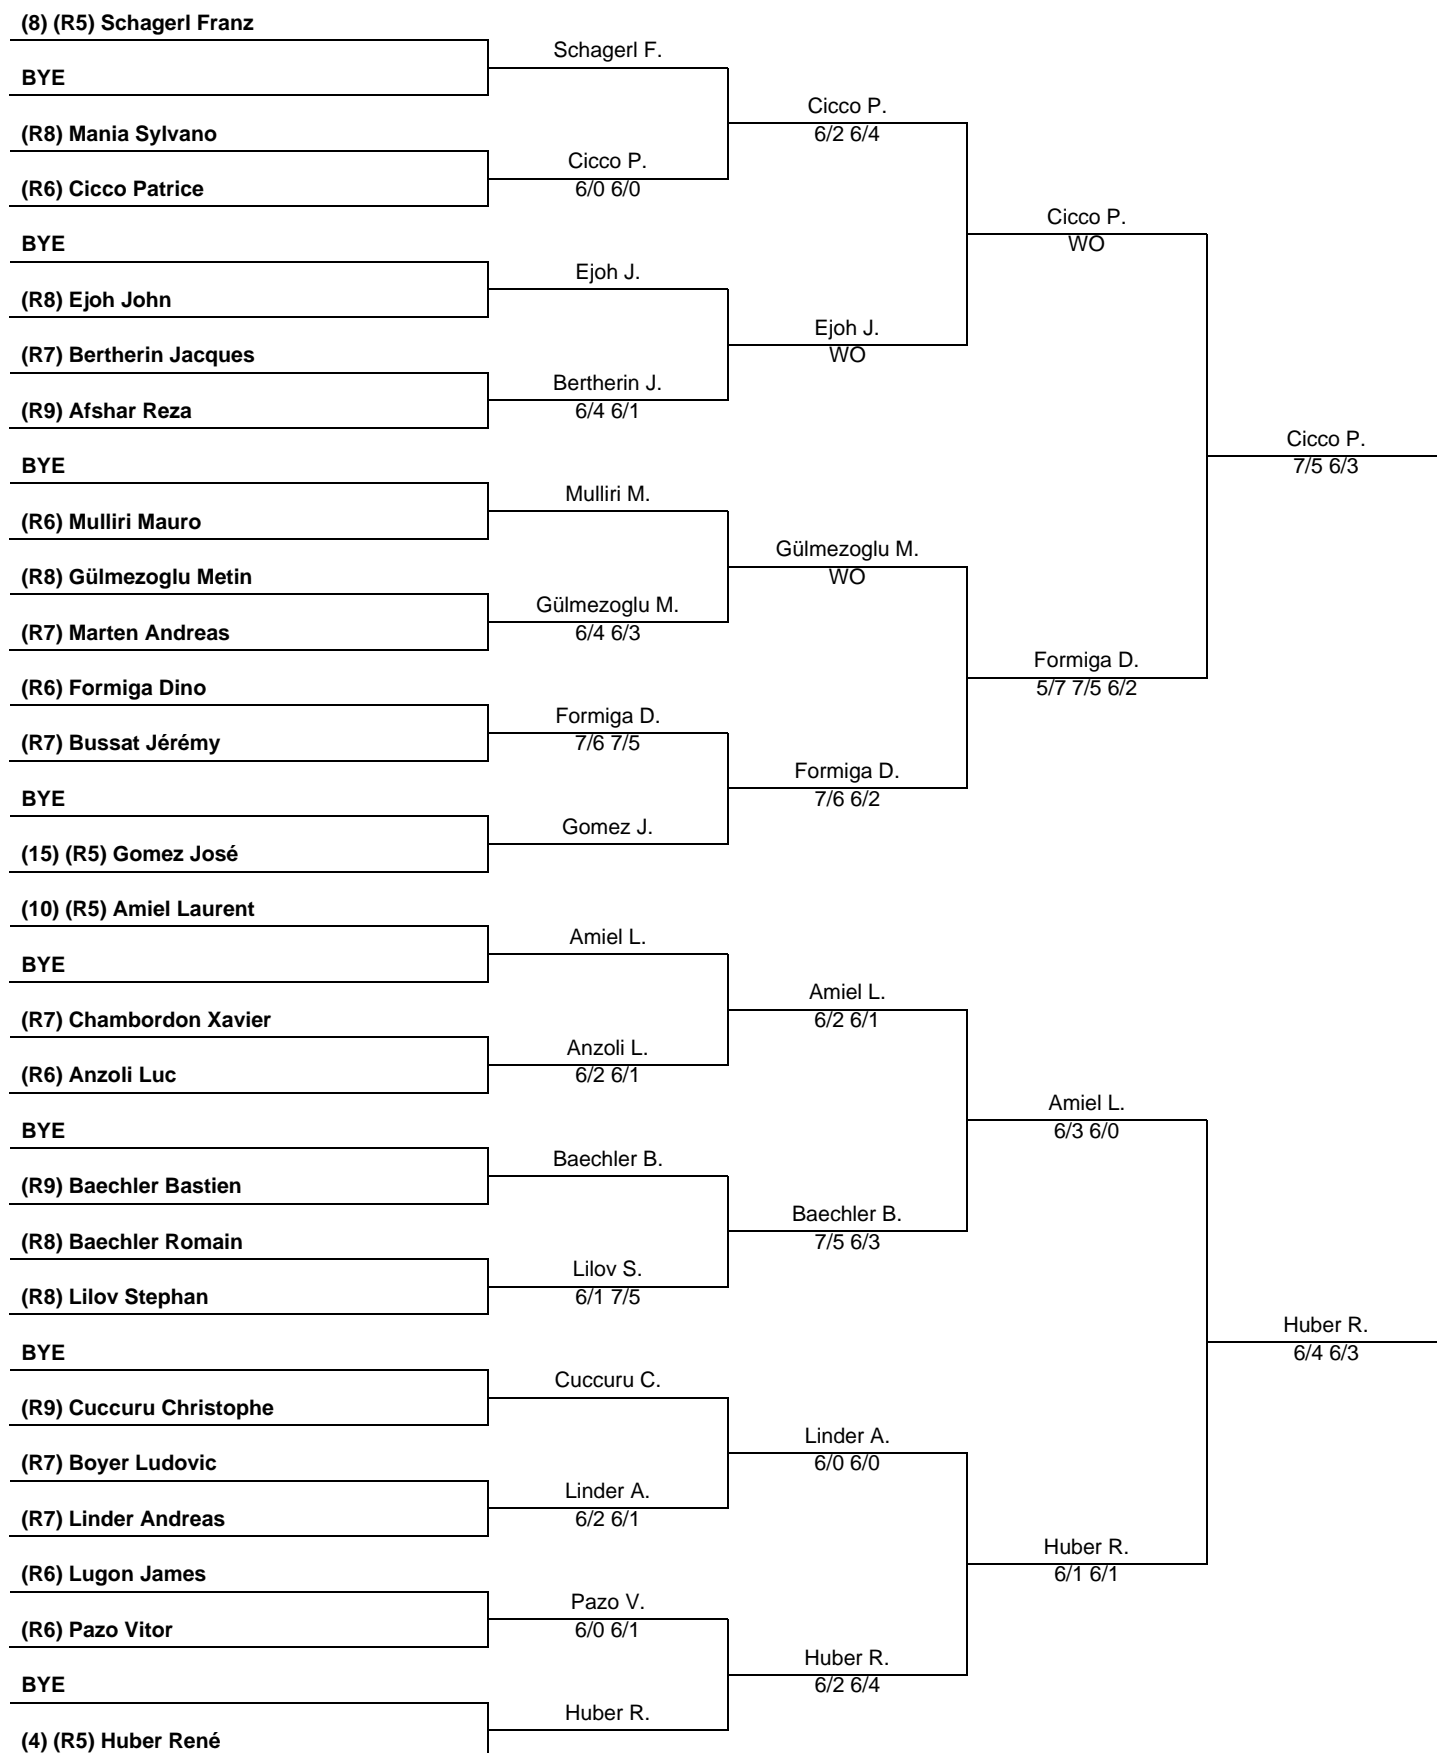 (8) (R5) Schagerl Franz
Schagerl F.
BYE
Cicco P.
6/2 6/4
(R8) Mania Sylvano
Cicco P.
6/0 6/0
(R6) Cicco Patrice
Cicco P.
WO
BYE
Ejoh J.
(R8) Ejoh John
Ejoh J.
WO
(R7) Bertherin Jacques
Bertherin J.
6/4 6/1
(R9) Afshar Reza
Cicco P.
7/5 6/3
BYE
Mulliri M.
(R6) Mulliri Mauro
Gülmezoglu M.
WO
(R8) Gülmezoglu Metin
Gülmezoglu M.
6/4 6/3
(R7) Marten Andreas
Formiga D.
5/7 7/5 6/2
(R6) Formiga Dino
Formiga D.
7/6 7/5
(R7) Bussat Jérémy
Formiga D.
7/6 6/2
BYE
Gomez J.
(15) (R5) Gomez José
(10) (R5) Amiel Laurent
Amiel L.
BYE
Amiel L.
6/2 6/1
(R7) Chambordon Xavier
Anzoli L.
6/2 6/1
(R6) Anzoli Luc
Amiel L.
6/3 6/0
BYE
Baechler B.
(R9) Baechler Bastien
Baechler B.
7/5 6/3
(R8) Baechler Romain
Lilov S.
6/1 7/5
(R8) Lilov Stephan
Huber R.
6/4 6/3
BYE
Cuccuru C.
(R9) Cuccuru Christophe
Linder A.
6/0 6/0
(R7) Boyer Ludovic
Linder A.
6/2 6/1
(R7) Linder Andreas
Huber R.
6/1 6/1
(R6) Lugon James
Pazo V.
6/0 6/1
(R6) Pazo Vitor
Huber R.
6/2 6/4
BYE
Huber R.
(4) (R5) Huber René